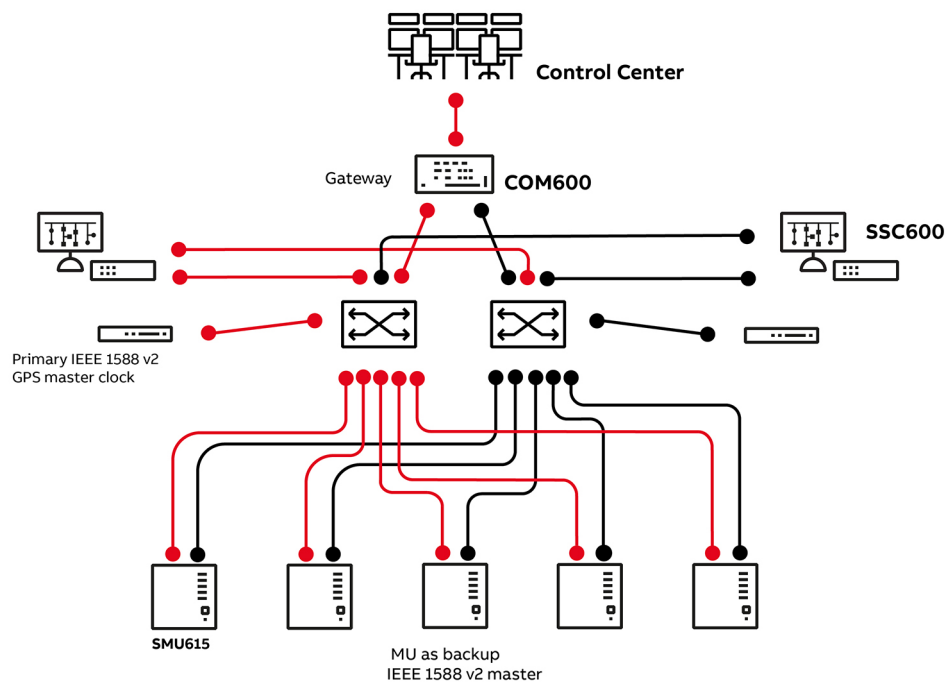 Control Center
Gateway
COM600
SSC600
Primary IEEE 1588 v2
GPS master clock
SMU615
MU as backup
IEEE 1588 v2 master